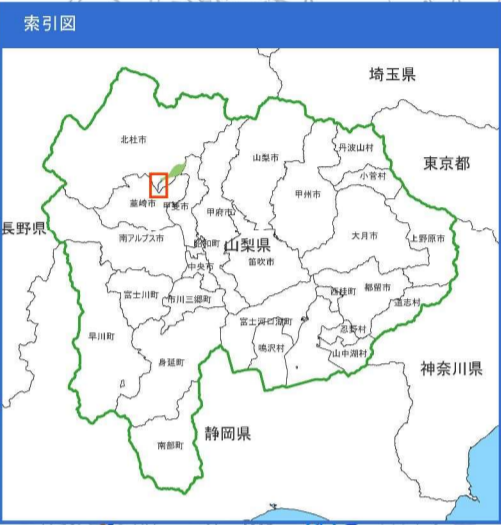 索引図
埼玉県
北杜市
丹波山村
山梨市
東京都
小菅村
甲州市
韮崎市
甲斐市
甲府市
長野県
南アルプス市
昭和町
山梨県
大月市
上野原市
笛吹市
中央市
富士川町
市川三郷町
西桂町
都留市
道志村
早川町
富士河口湖町
忍野村
鳴沢村
山中湖村
身延町
神奈川県
静岡県
南部町